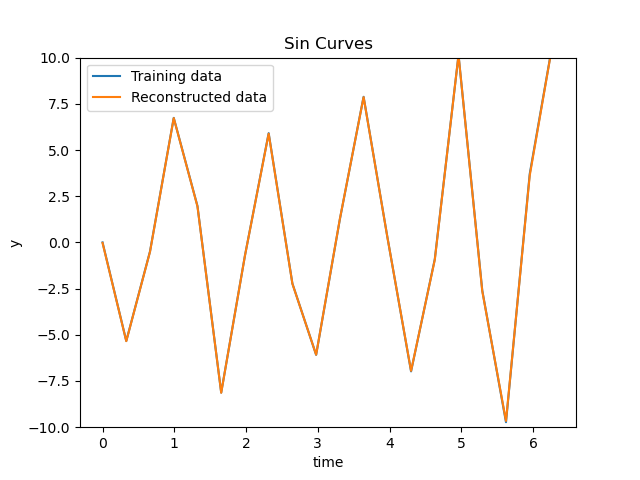 Sin Curves
Training data
Reconstructed data
10.0
7.5
5.0
2.5
0.0
−2.5
−5.0
−7.5
−10.0
y
0 1 2 3 4 5 6
time